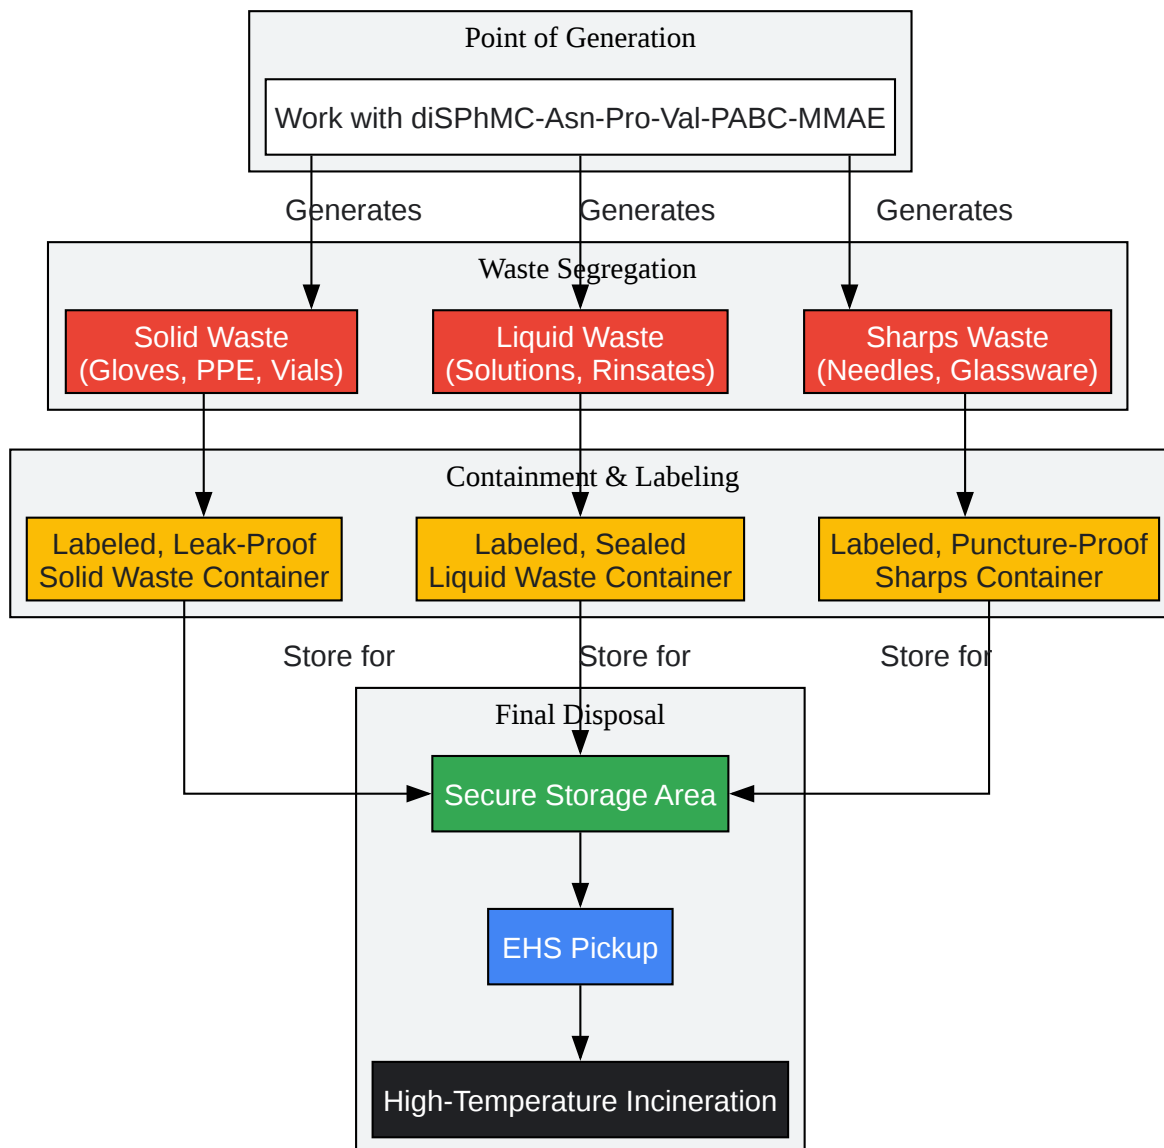 Point of Generation
Work with diSPhMC-Asn-Pro-Val-PABC-MMAE
Generates
Generates
Generates
Waste Segregation
Solid Waste
(Gloves, PPE, Vials)
Liquid Waste
(Solutions, Rinsates)
Sharps Waste
(Needles, Glassware)
Containment & Labeling
Labeled, Leak-Proof
Solid Waste Container
Labeled, Sealed
Liquid Waste Container
Labeled, Puncture-Proof
Sharps Container
Store for
Store for
Store for
Final Disposal
Secure Storage Area
EHS Pickup
High-Temperature Incineration